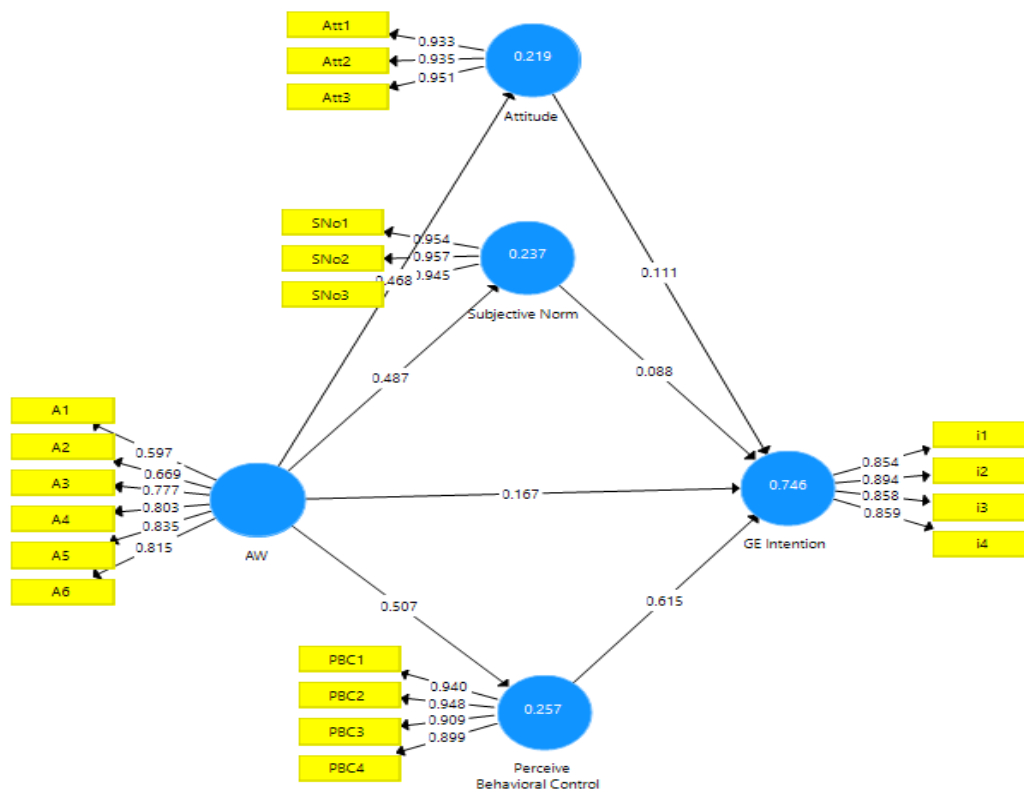 Att1
0.933
Att2
0.935
Att3
0.951
0.219
Attitude
SNo1
0.954
SNo2
0.957
SNo3
0.945
0.237
Subjective Norm
0.468
0.111
0.487
0.088
A1
0.597
A2
0.669
A3
0.777
A4
0.803
A5
0.835
A6
0.815
AW
0.167
0.746
GE Intention
i1
0.854
i2
0.894
i3
0.858
i4
0.859
0.507
0.615
PBC1
0.940
PBC2
0.948
PBC3
0.909
PBC4
0.899
0.257
Perceive
Behavioral Control